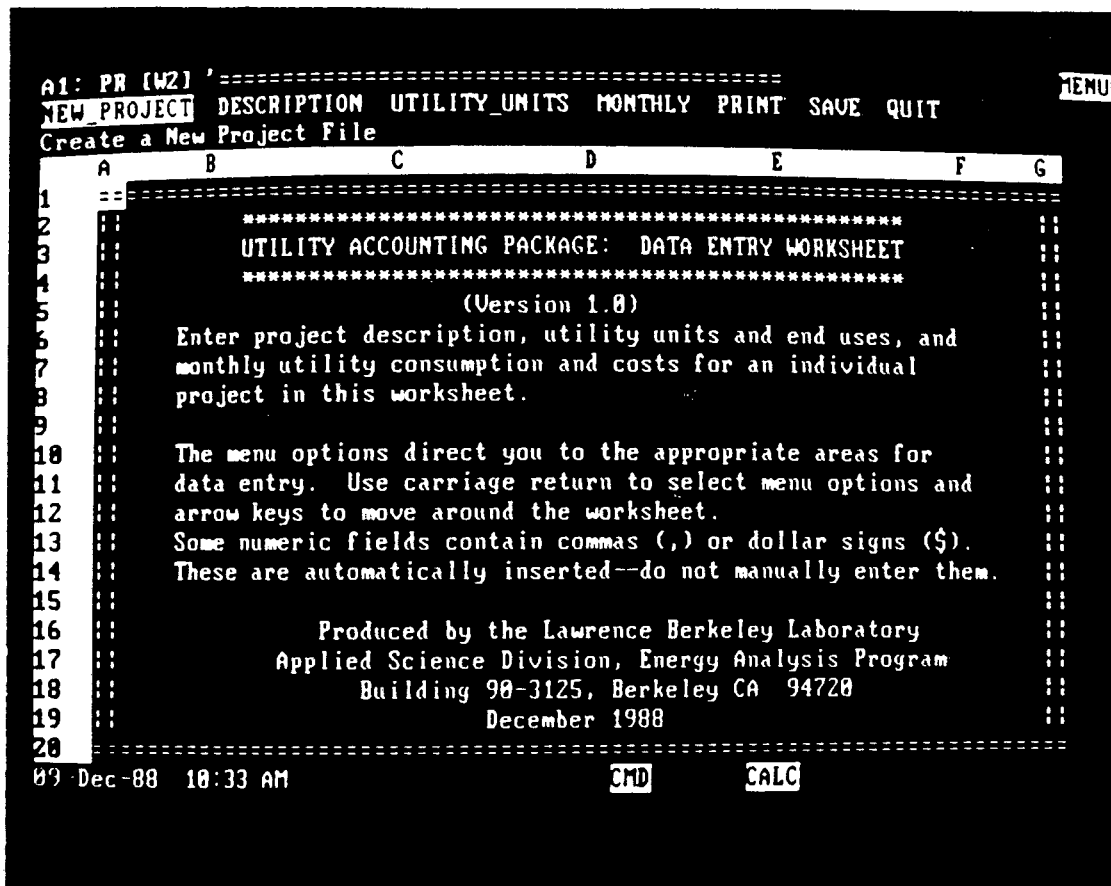 A1: PR [W2] '========================================
MENU
NEW_PROJECT DESCRIPTION UTILITY_UNITS MONTHLY PRINT SAVE QUIT
Create a New Project File
A B C D E F G
1 ==========================================================
2 || ************************************************** ||
3 || UTILITY ACCOUNTING PACKAGE: DATA ENTRY WORKSHEET ||
4 || ************************************************** ||
5 || (Version 1.0) ||
6 || Enter project description, utility units and end uses, and ||
7 || monthly utility consumption and costs for an individual ||
8 || project in this worksheet. ||
9 || ||
10 || The menu options direct you to the appropriate areas for ||
11 || data entry. Use carriage return to select menu options and ||
12 || arrow keys to move around the worksheet. ||
13 || Some numeric fields contain commas (,) or dollar signs ($). ||
14 || These are automatically inserted--do not manually enter them. ||
15 || ||
16 || Produced by the Lawrence Berkeley Laboratory ||
17 || Applied Science Division, Energy Analysis Program ||
18 || Building 90-3125, Berkeley CA 94720 ||
19 || December 1988 ||
20 ==========================================================
09-Dec-88 10:33 AM CMD CALC